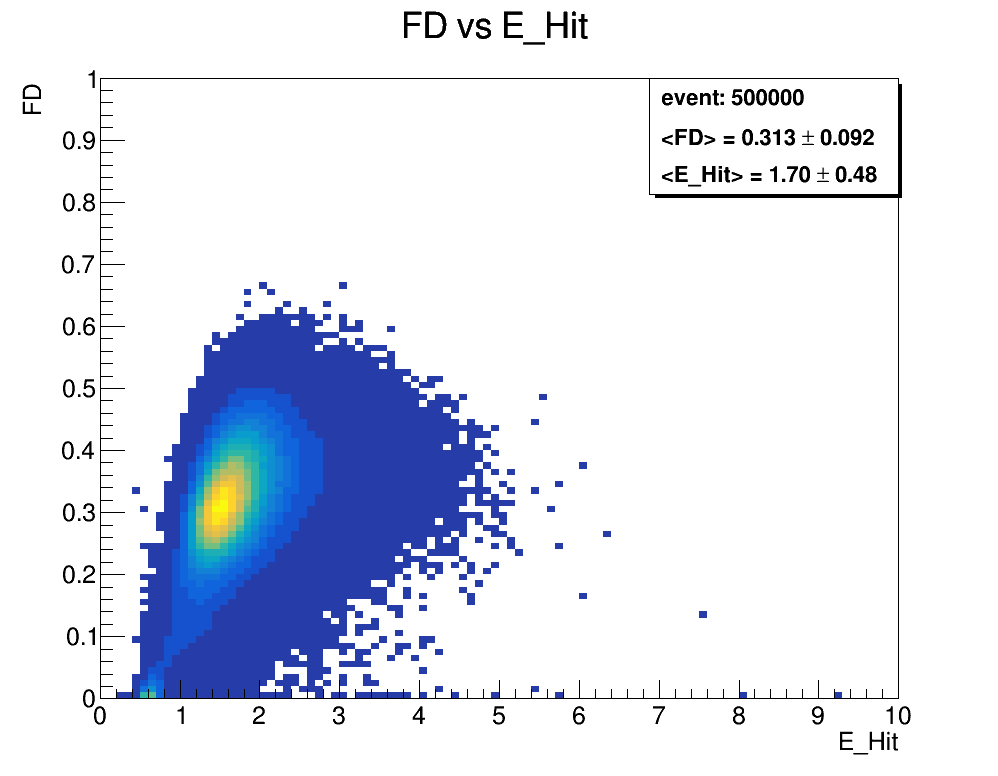 FD vs E_Hit
FD
event: 500000
<FD> = 0.313 ± 0.092
<E_Hit> = 1.70 ± 0.48
1
0.9
0.8
0.7
0.6
0.5
0.4
0.3
0.2
0.1
0
0 1 2 3 4 5 6 7 8 9 10
E_Hit